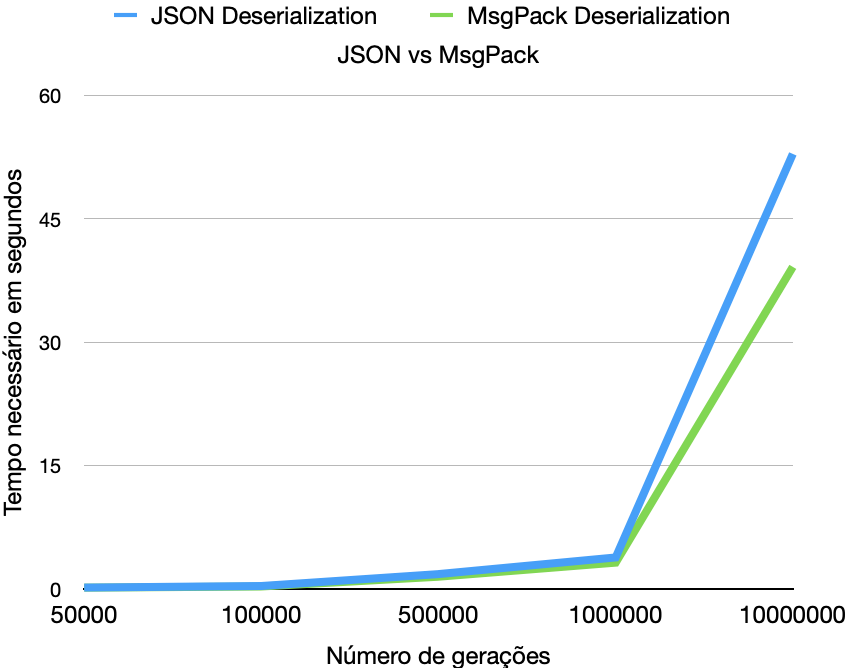 JSON Deserialization MsgPack Deserialization
JSON vs MsgPack
Tempo necessário em segundos
60
45
30
15
0
50000 100000 500000 1000000 10000000
Número de gerações